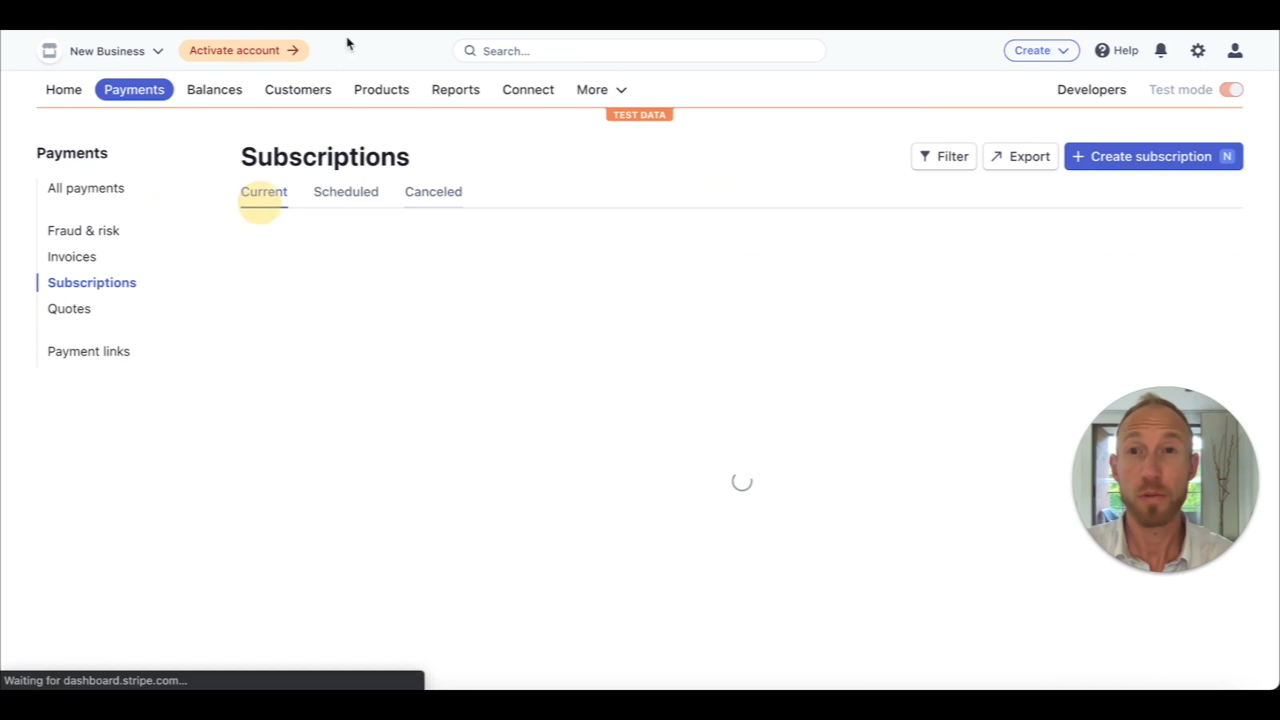 New Business
Activate account →
Search...
Create
Help
Home
Payments
Balances
Customers
Products
Reports
Connect
More
Developers
Test mode
TEST DATA
Payments
All payments
Fraud & risk
Invoices
Subscriptions
Quotes
Payment links
Subscriptions
Filter
Export
+ Create subscription N
Current
Scheduled
Canceled
Waiting for dashboard.stripe.com...